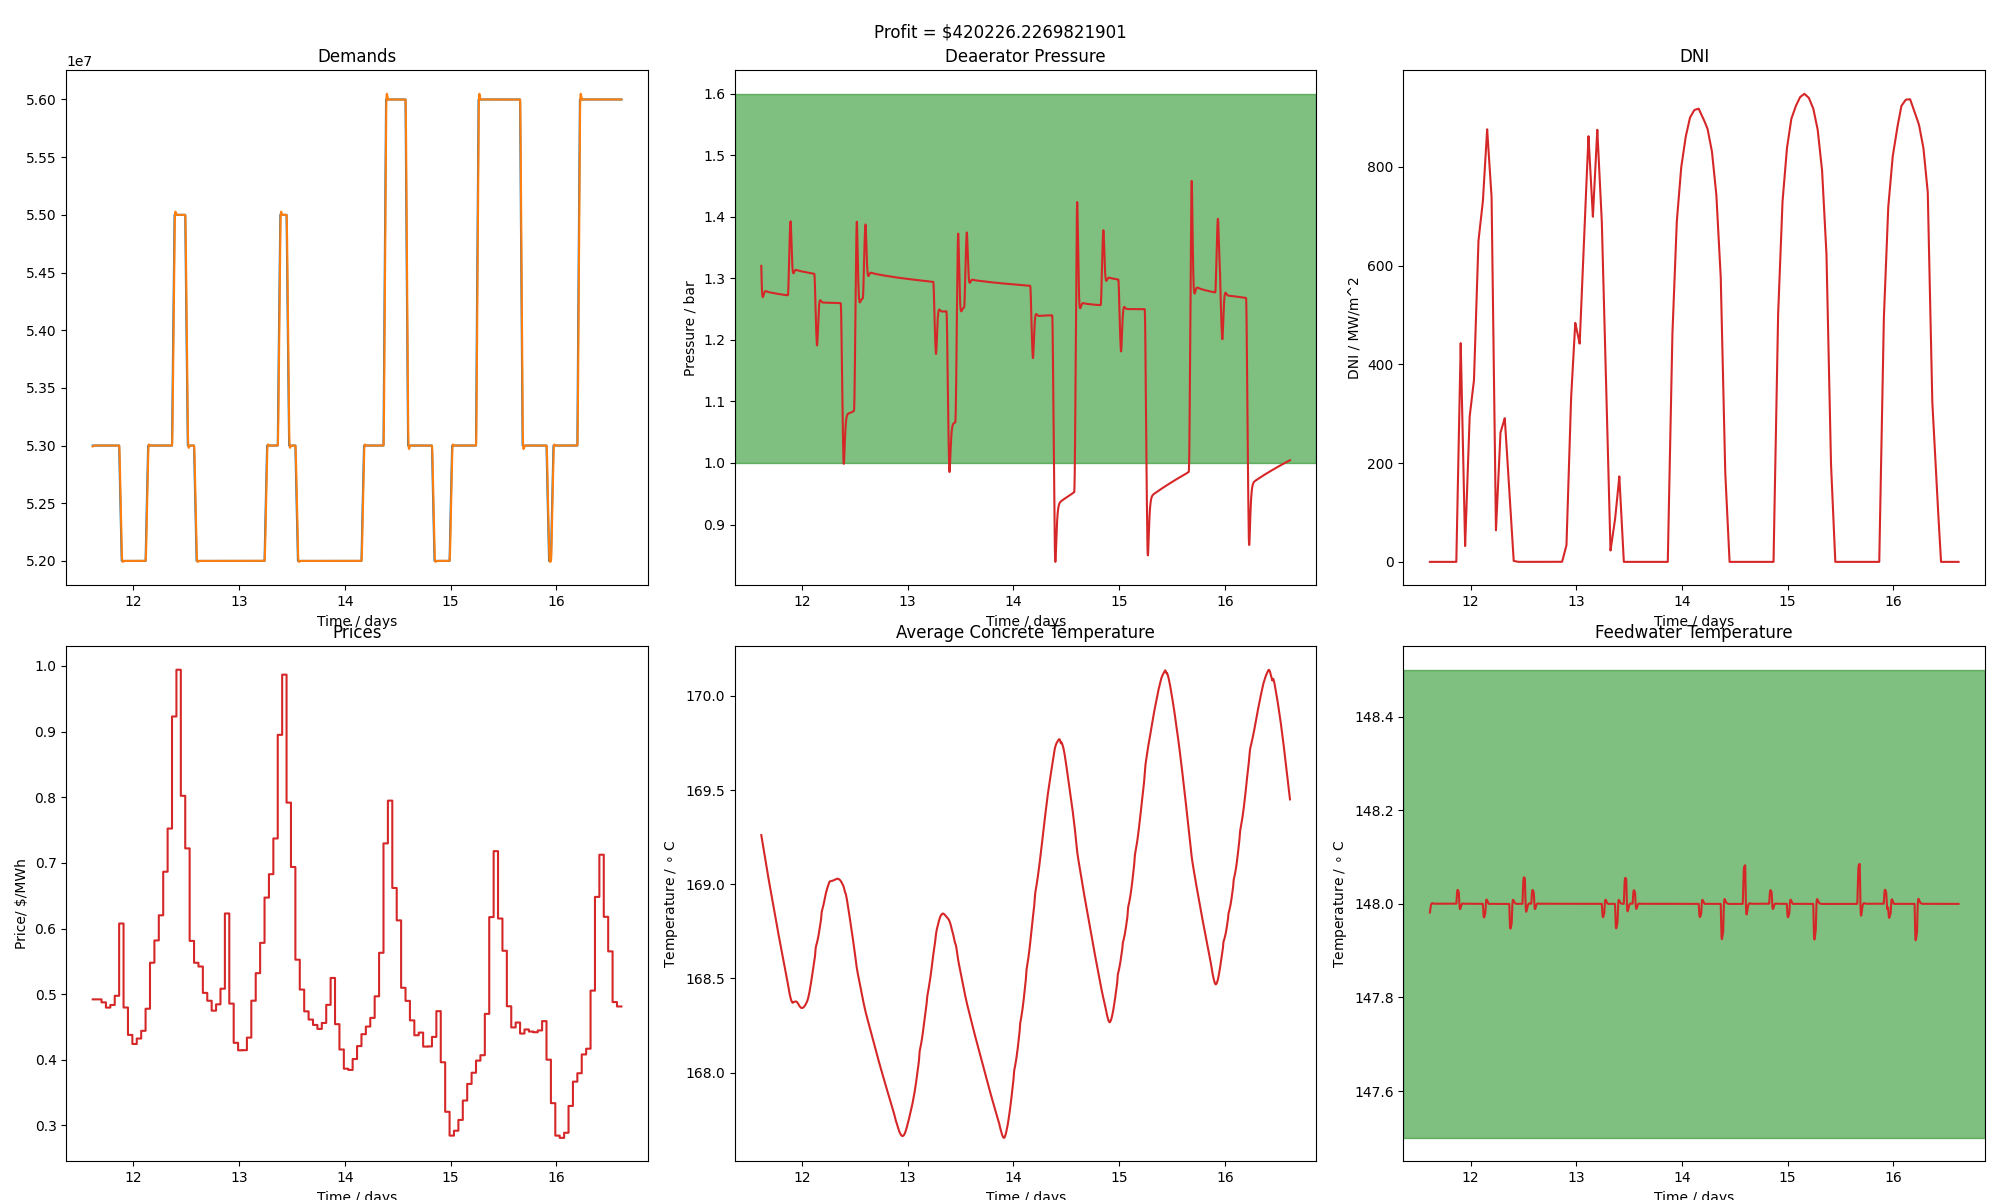 Profit = $420226.2269821901
Demands
1e7
5.60
5.55
5.50
5.45
5.40
5.35
5.30
5.25
5.20
12 13 14 15 16
Time / days
Deaerator Pressure
Pressure / bar
1.6
1.5
1.4
1.3
1.2
1.1
1.0
0.9
12 13 14 15 16
Time / days
DNI
DNI / MW/m^2
800
600
400
200
0
12 13 14 15 16
Time / days
Prices
Price/ $/MWh
1.0
0.9
0.8
0.7
0.6
0.5
0.4
0.3
12 13 14 15 16
Time / days
Average Concrete Temperature
Temperature / ∘ C
170.0
169.5
169.0
168.5
168.0
12 13 14 15 16
Time / days
Feedwater Temperature
Temperature / ∘ C
148.4
148.2
148.0
147.8
147.6
12 13 14 15 16
Time / days